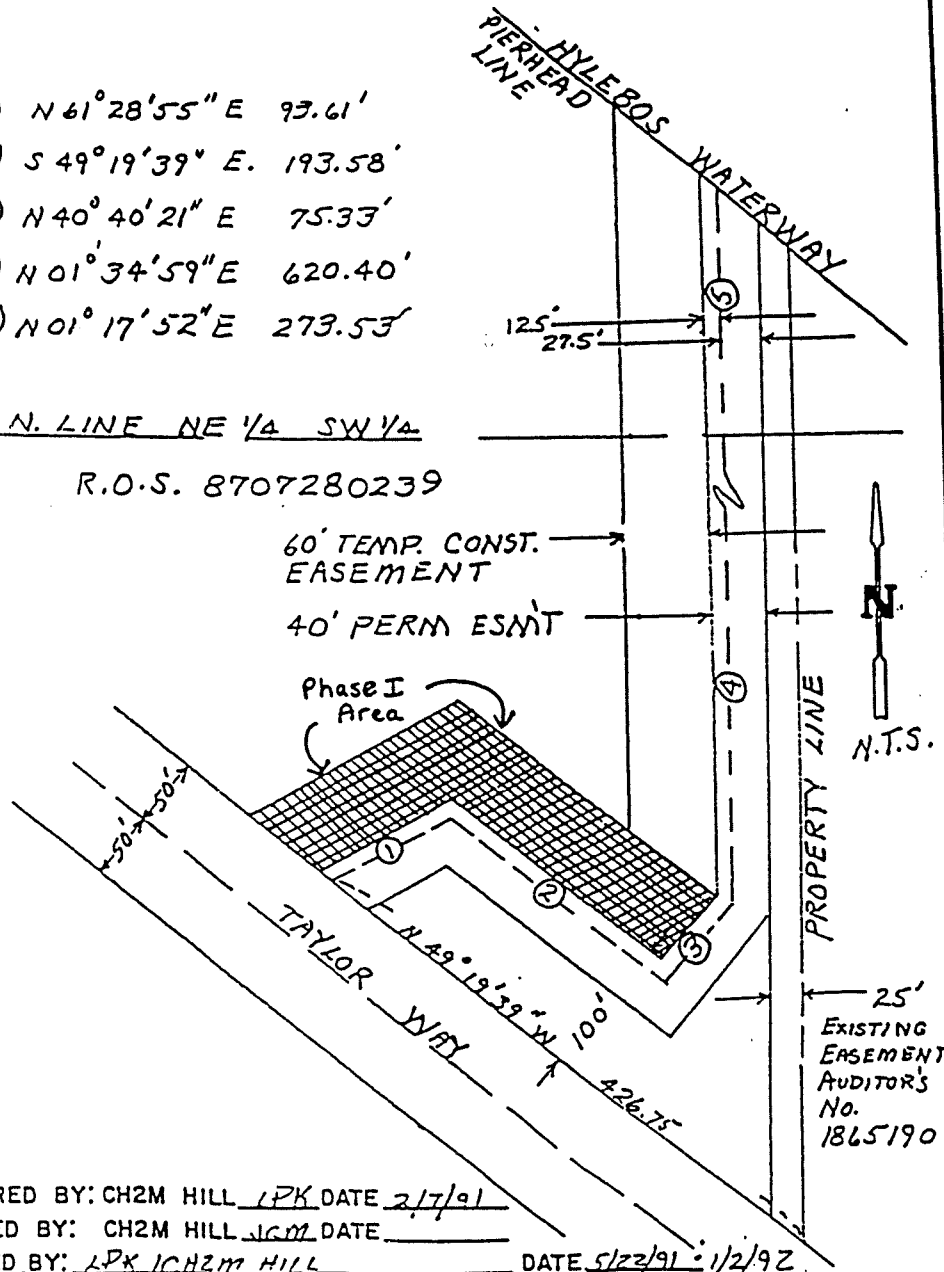 PIERHEAD
LINE
HYLEBOS WATERWAY
) N 61°28'55" E 93.61'
) S 49°19'39" E. 193.58'
) N 40°40'21" E 75.33'
) N 01°34'59" E 620.40'
) N 01°17'52" E 273.53'
5
125'
27.5'
N. LINE NE 1/4 SW 1/4
R.O.S. 8707280239
60' TEMP. CONST.
EASEMENT
40' PERM ESM'T
N
N.T.S.
Phase I
Area
4
PROPERTY LINE
50'
50'
1
2
3
TAYLOR WAY
N 49°19'39" W
100'
426.75
25'
EXISTING
EASEMENT
AUDITOR'S
No.
1865190
RED BY: CH2M HILL LPK DATE 2/7/91
ED BY: CH2M HILL JGM DATE
D BY: LPK /CH2M HILL DATE 5/22/91 1/2/92